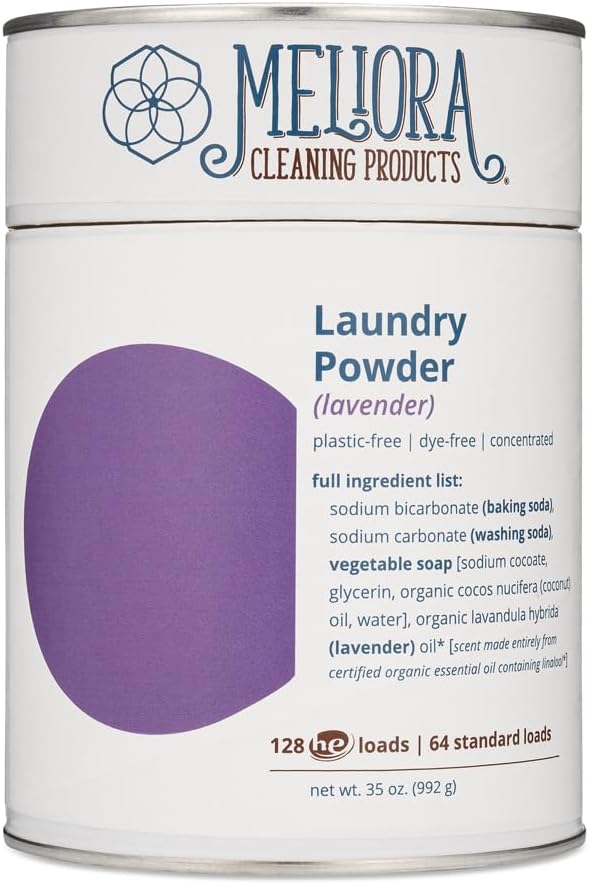 MELIORA
CLEANING PRODUCTS®
Laundry
Powder
(lavender)
plastic-free | dye-free | concentrated
full ingredient list:
sodium bicarbonate (baking soda),
sodium carbonate (washing soda),
vegetable soap [sodium cocoate,
glycerin, organic cocos nucifera (coconut)
oil, water], organic lavandula hybrida
(lavender) oil* [scent made entirely from
certified organic essential oil containing linalool*]
128 he loads | 64 standard loads
net wt. 35 oz. (992 g)